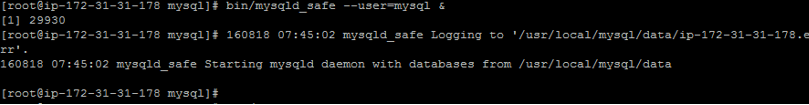 [root@ip-172-31-31-178 mysql]# bin/mysqld_safe --user=mysql &
[1] 29930
[root@ip-172-31-31-178 mysql]# 160818 07:45:02 mysqld_safe Logging to '/usr/local/mysql/data/ip-172-31-31-178.e
rr'.
160818 07:45:02 mysqld_safe Starting mysqld daemon with databases from /usr/local/mysql/data
[root@ip-172-31-31-178 mysql]#